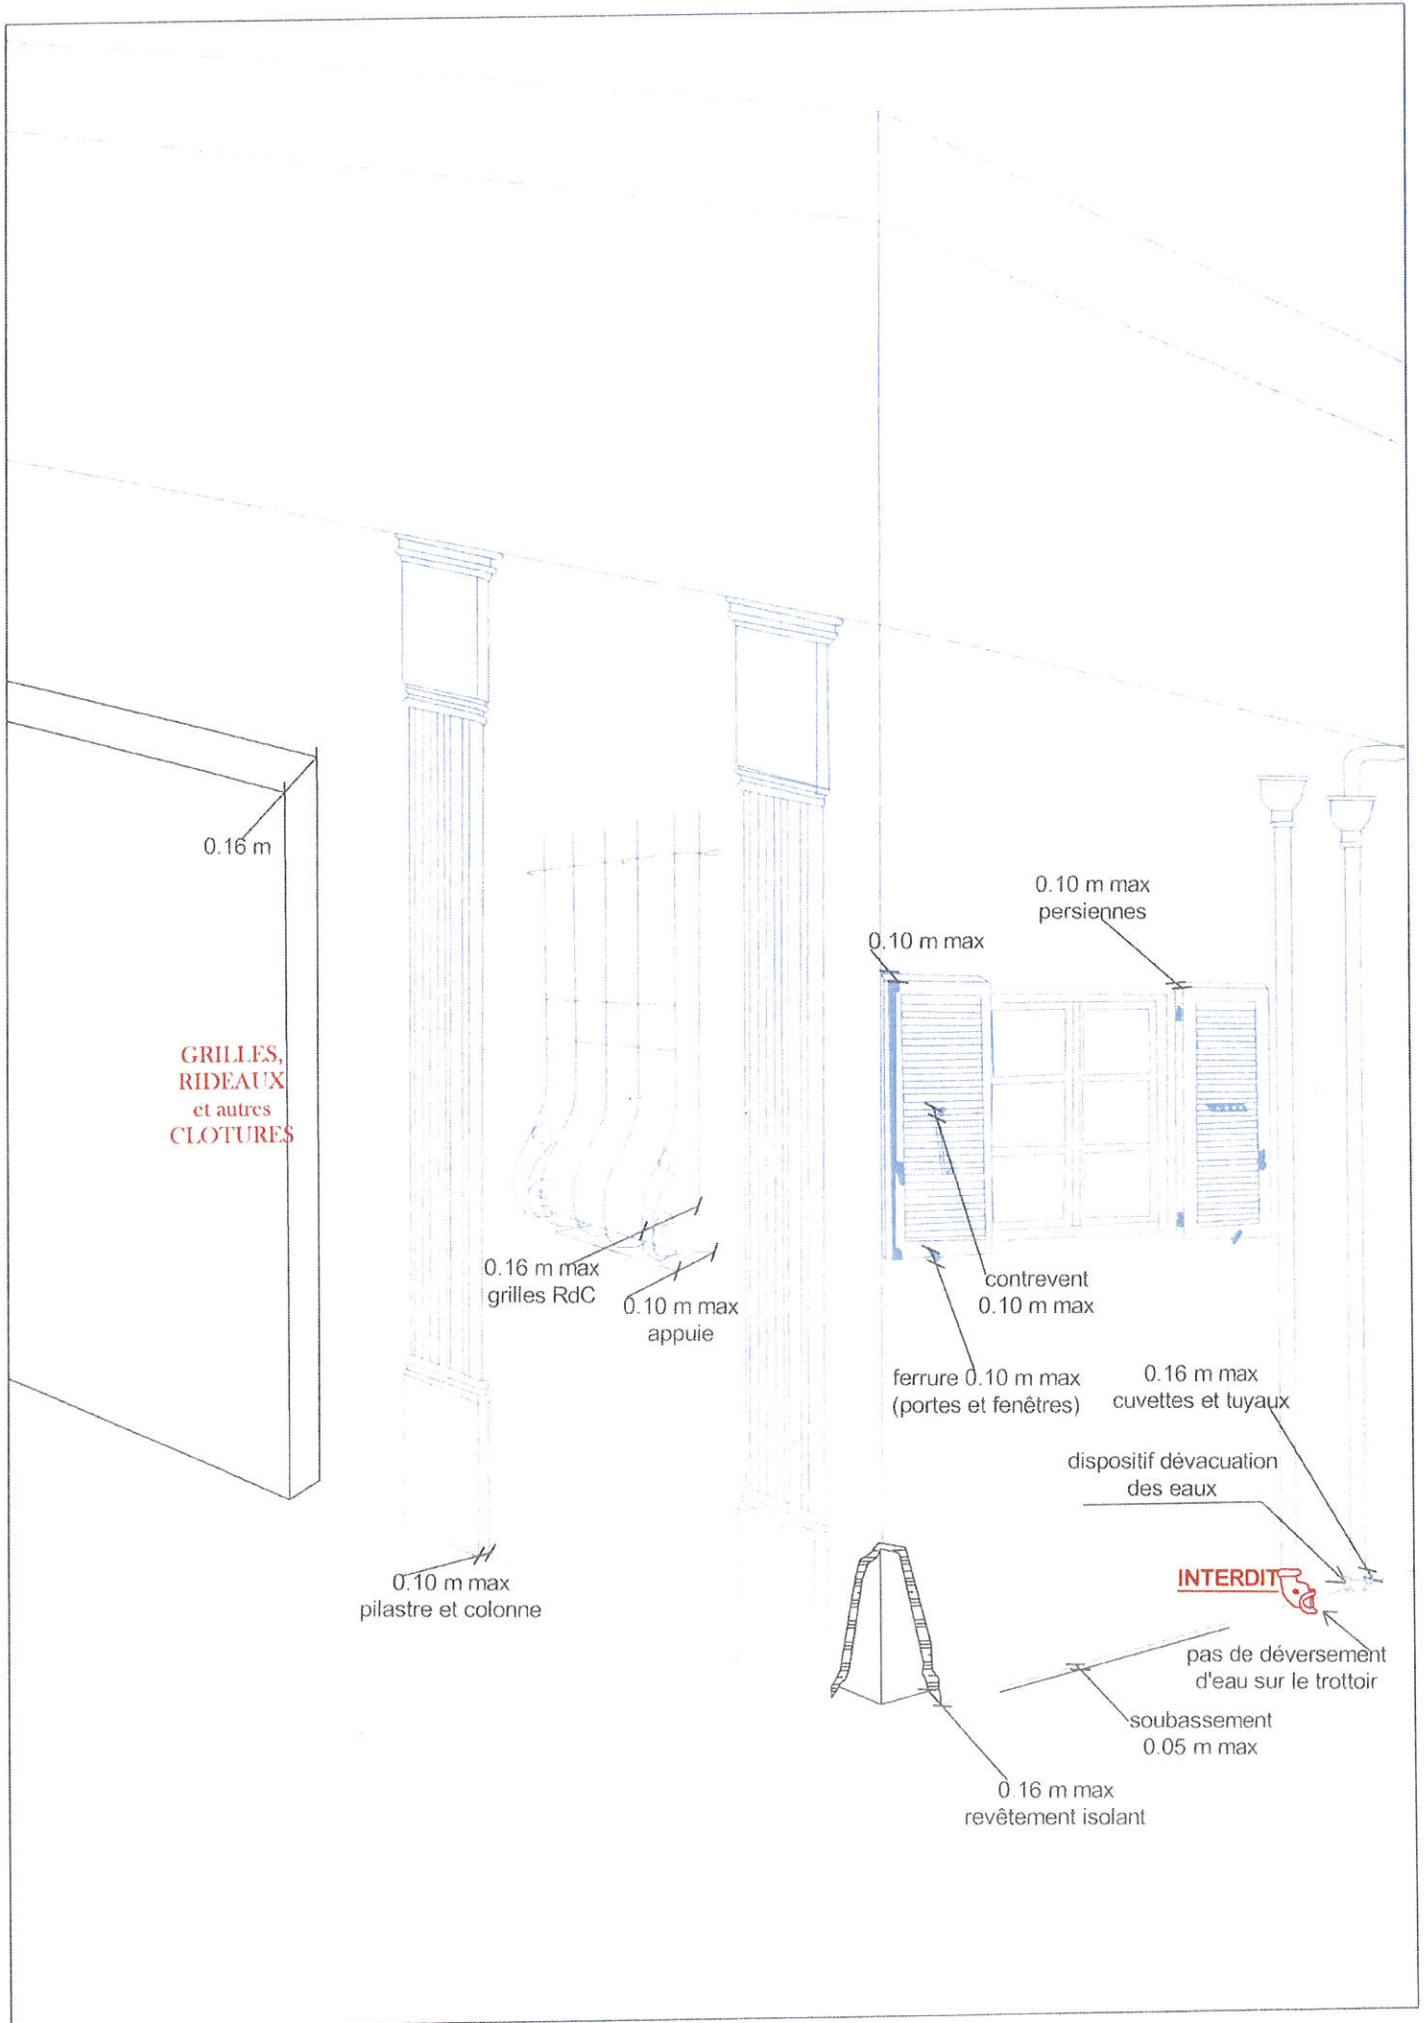 0.16 m
GRILLES,
RIDEAUX
et autres
CLOTURES
0.10 m max
persiennes
0.10 m max
0.16 m max
grilles RdC
0.10 m max
appuie
contrevent
0.10 m max
ferrure 0.10 m max
(portes et fenêtres)
0.16 m max
cuvettes et tuyaux
dispositif dévacuation
des eaux
0.10 m max
pilastre et colonne
INTERDIT
pas de déversement
d'eau sur le trottoir
soubassement
0.05 m max
0.16 m max
revêtement isolant